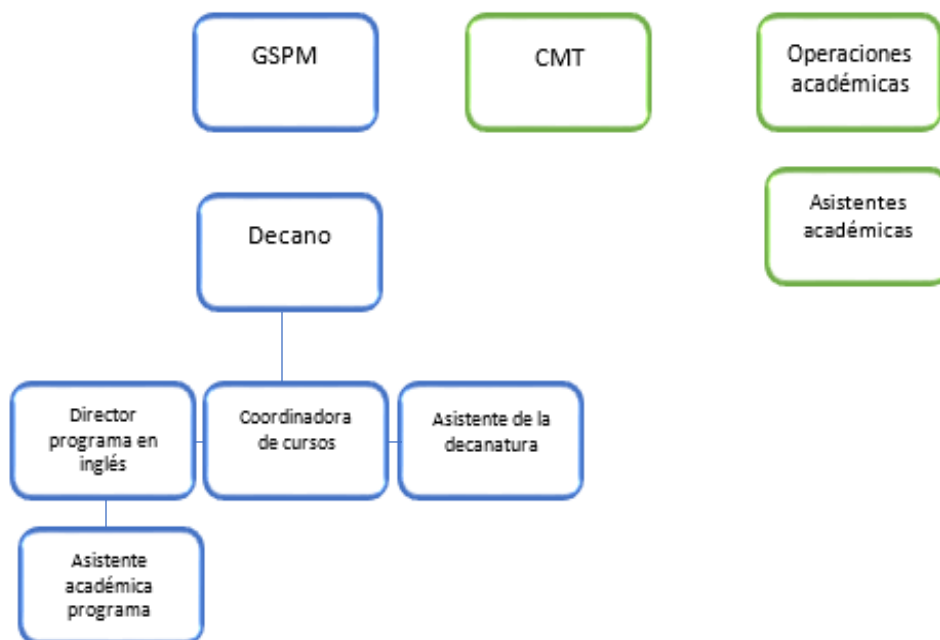 GSPM
CMT
Operaciones
académicas
Asistentes
académicas
Decano
Director
programa en
inglés
Coordinadora
de cursos
Asistente de la
decanatura
Asistente
académica
programa